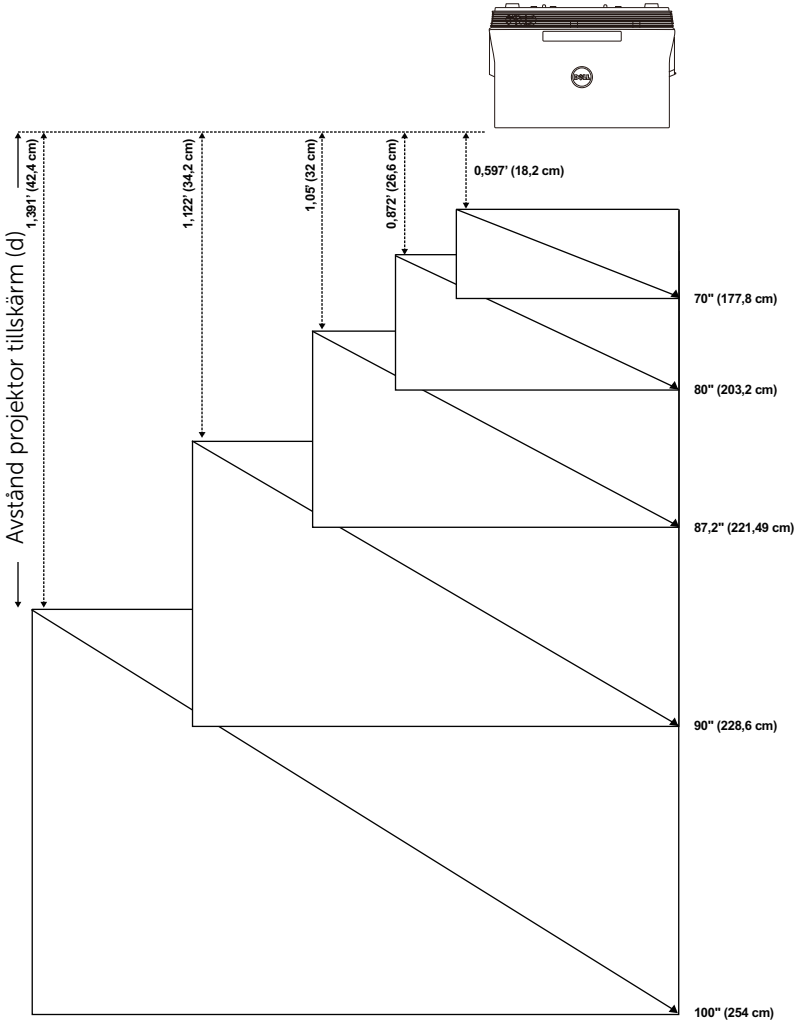 DELL
0,597' (18,2 cm)
0,872' (26,6 cm)
1,05' (32 cm)
1,122' (34,2 cm)
1,391' (42,4 cm)
Avstånd projektor tillskärm (d)
70" (177,8 cm)
80" (203,2 cm)
87,2" (221,49 cm)
90" (228,6 cm)
100" (254 cm)